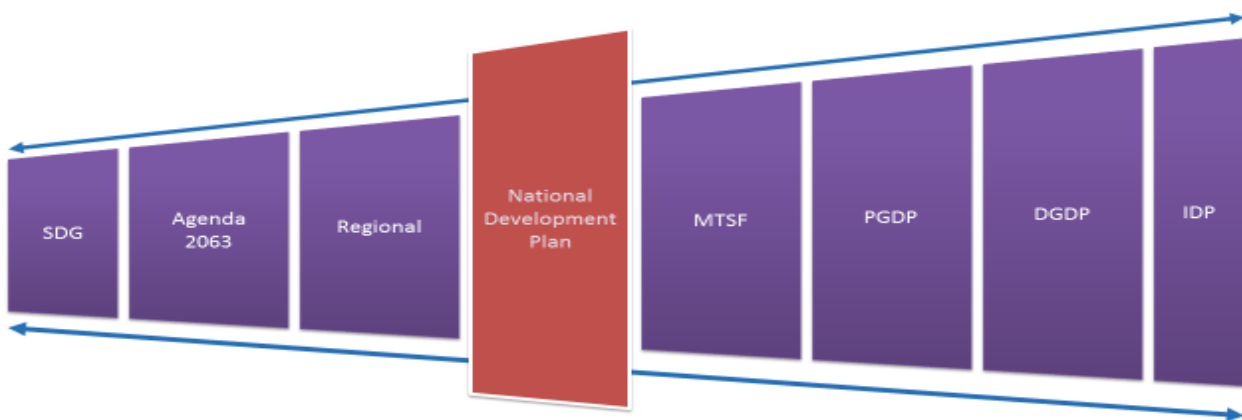 SDG
Agenda
2063
Regional
National
Development
Plan
MTSF
PGDP
DGDP
IDP